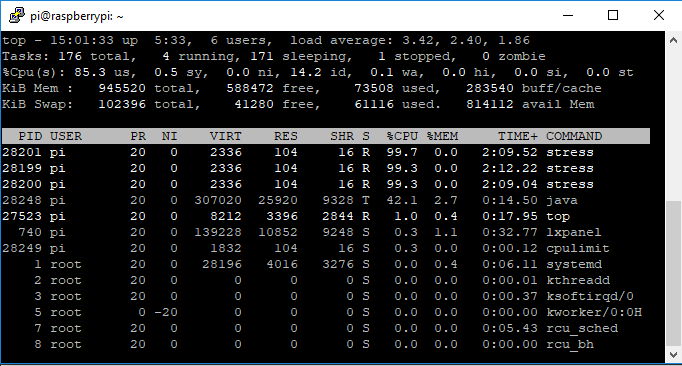 pi@raspberrypi: ~
top - 15:01:33 up  5:33,  6 users,  load average: 3.42, 2.40, 1.86
Tasks: 176 total,   4 running, 171 sleeping,   1 stopped,   0 zombie
%Cpu(s): 85.3 us,  0.5 sy,  0.0 ni, 14.2 id,  0.1 wa,  0.0 hi,  0.0 si,  0.0 st
KiB Mem :   945520 total,   588472 free,    73508 used,   283540 buff/cache
KiB Swap:   102396 total,    41280 free,    61116 used.   814112 avail Mem
PID USER      PR  NI    VIRT    RES    SHR S  %CPU %MEM     TIME+ COMMAND
28201 pi        20   0    2336    104     16 R  99.7  0.0   2:09.52 stress
28199 pi        20   0    2336    104     16 R  99.3  0.0   2:12.22 stress
28200 pi        20   0    2336    104     16 R  99.3  0.0   2:09.04 stress
28248 pi        20   0  307020  25920   9328 T  42.1  2.7   0:14.50 java
27523 pi        20   0    8212   3396   2844 R   1.0  0.4   0:17.95 top
740 pi        20   0  139228  10852   9248 S   0.3  1.1   0:32.77 lxpanel
28249 pi        20   0    1832    104     16 S   0.3  0.0   0:00.12 cpulimit
1 root      20   0   28196   4016   3276 S   0.0  0.4   0:06.11 systemd
2 root      20   0       0      0      0 S   0.0  0.0   0:00.01 kthreadd
3 root      20   0       0      0      0 S   0.0  0.0   0:00.37 ksoftirqd/0
5 root       0 -20       0      0      0 S   0.0  0.0   0:00.00 kworker/0:0H
7 root      20   0       0      0      0 S   0.0  0.0   0:05.43 rcu_sched
8 root      20   0       0      0      0 S   0.0  0.0   0:00.00 rcu_bh